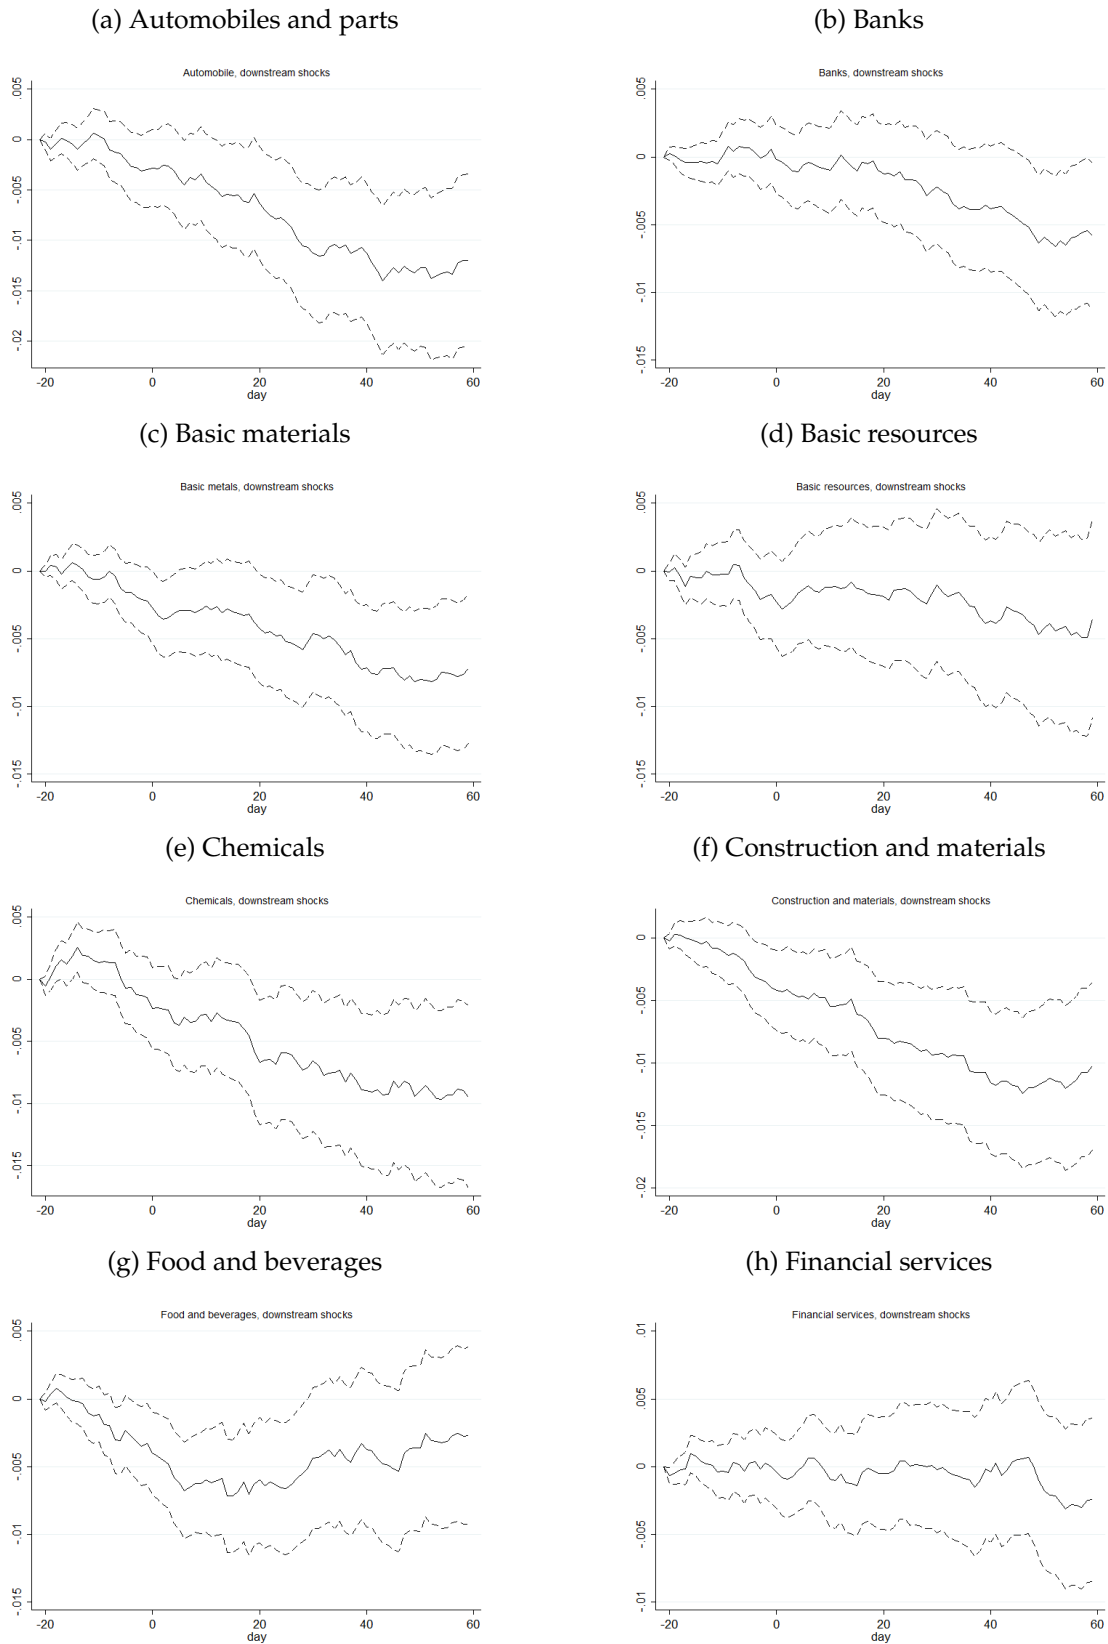 (a) Automobiles and parts
(b) Banks
Automobile, downstream shocks
.005
0
-.005
-.01
-.015
-.02
-20 0 20 40 60
day
Banks, downstream shocks
.005
0
-.005
-.01
-.015
-20 0 20 40 60
day
(c) Basic materials
(d) Basic resources
Basic metals, downstream shocks
.005
0
-.005
-.01
-.015
-20 0 20 40 60
day
Basic resources, downstream shocks
.005
0
-.005
-.01
-.015
-20 0 20 40 60
day
(e) Chemicals
(f) Construction and materials
Chemicals, downstream shocks
.005
0
-.005
-.01
-.015
-20 0 20 40 60
day
Construction and materials, downstream shocks
0
-.005
-.01
-.015
-.02
-20 0 20 40 60
day
(g) Food and beverages
(h) Financial services
Food and beverages, downstream shocks
.005
0
-.005
-.01
-.015
-20 0 20 40 60
day
Financial services, downstream shocks
.01
.005
0
-.005
-.01
-20 0 20 40 60
day